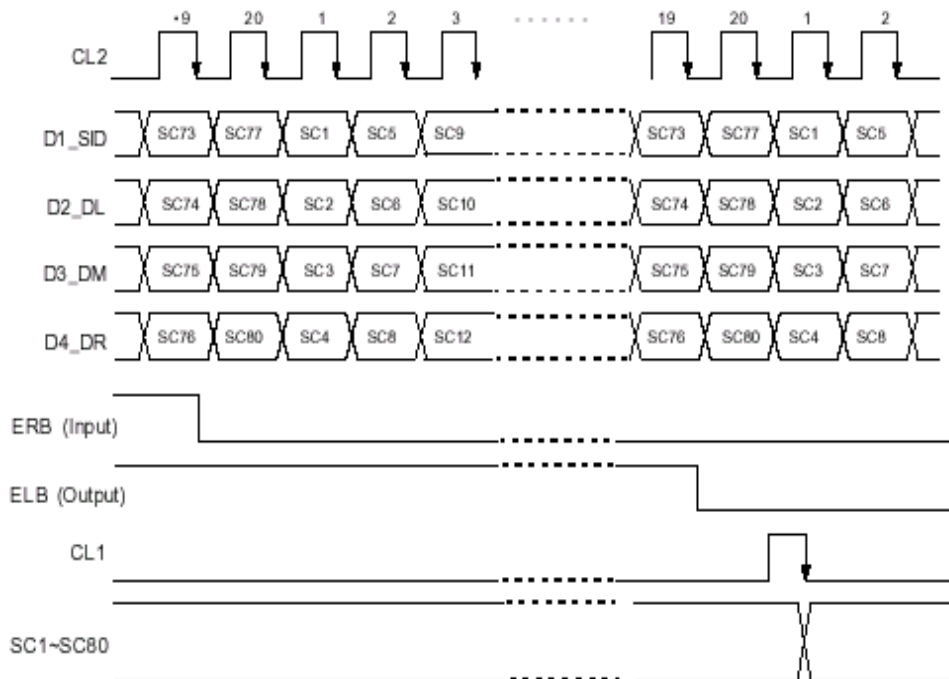 •9 20 1 2 3 19 20 1 2
CL2
D1_SID SC73 SC77 SC1 SC5 SC9 SC73 SC77 SC1 SC5
D2_DL SC74 SC78 SC2 SC6 SC10 SC74 SC78 SC2 SC6
D3_DM SC75 SC79 SC3 SC7 SC11 SC75 SC79 SC3 SC7
D4_DR SC76 SC80 SC4 SC8 SC12 SC76 SC80 SC4 SC8
ERB (Input)
ELB (Output)
CL1
SC1~SC80